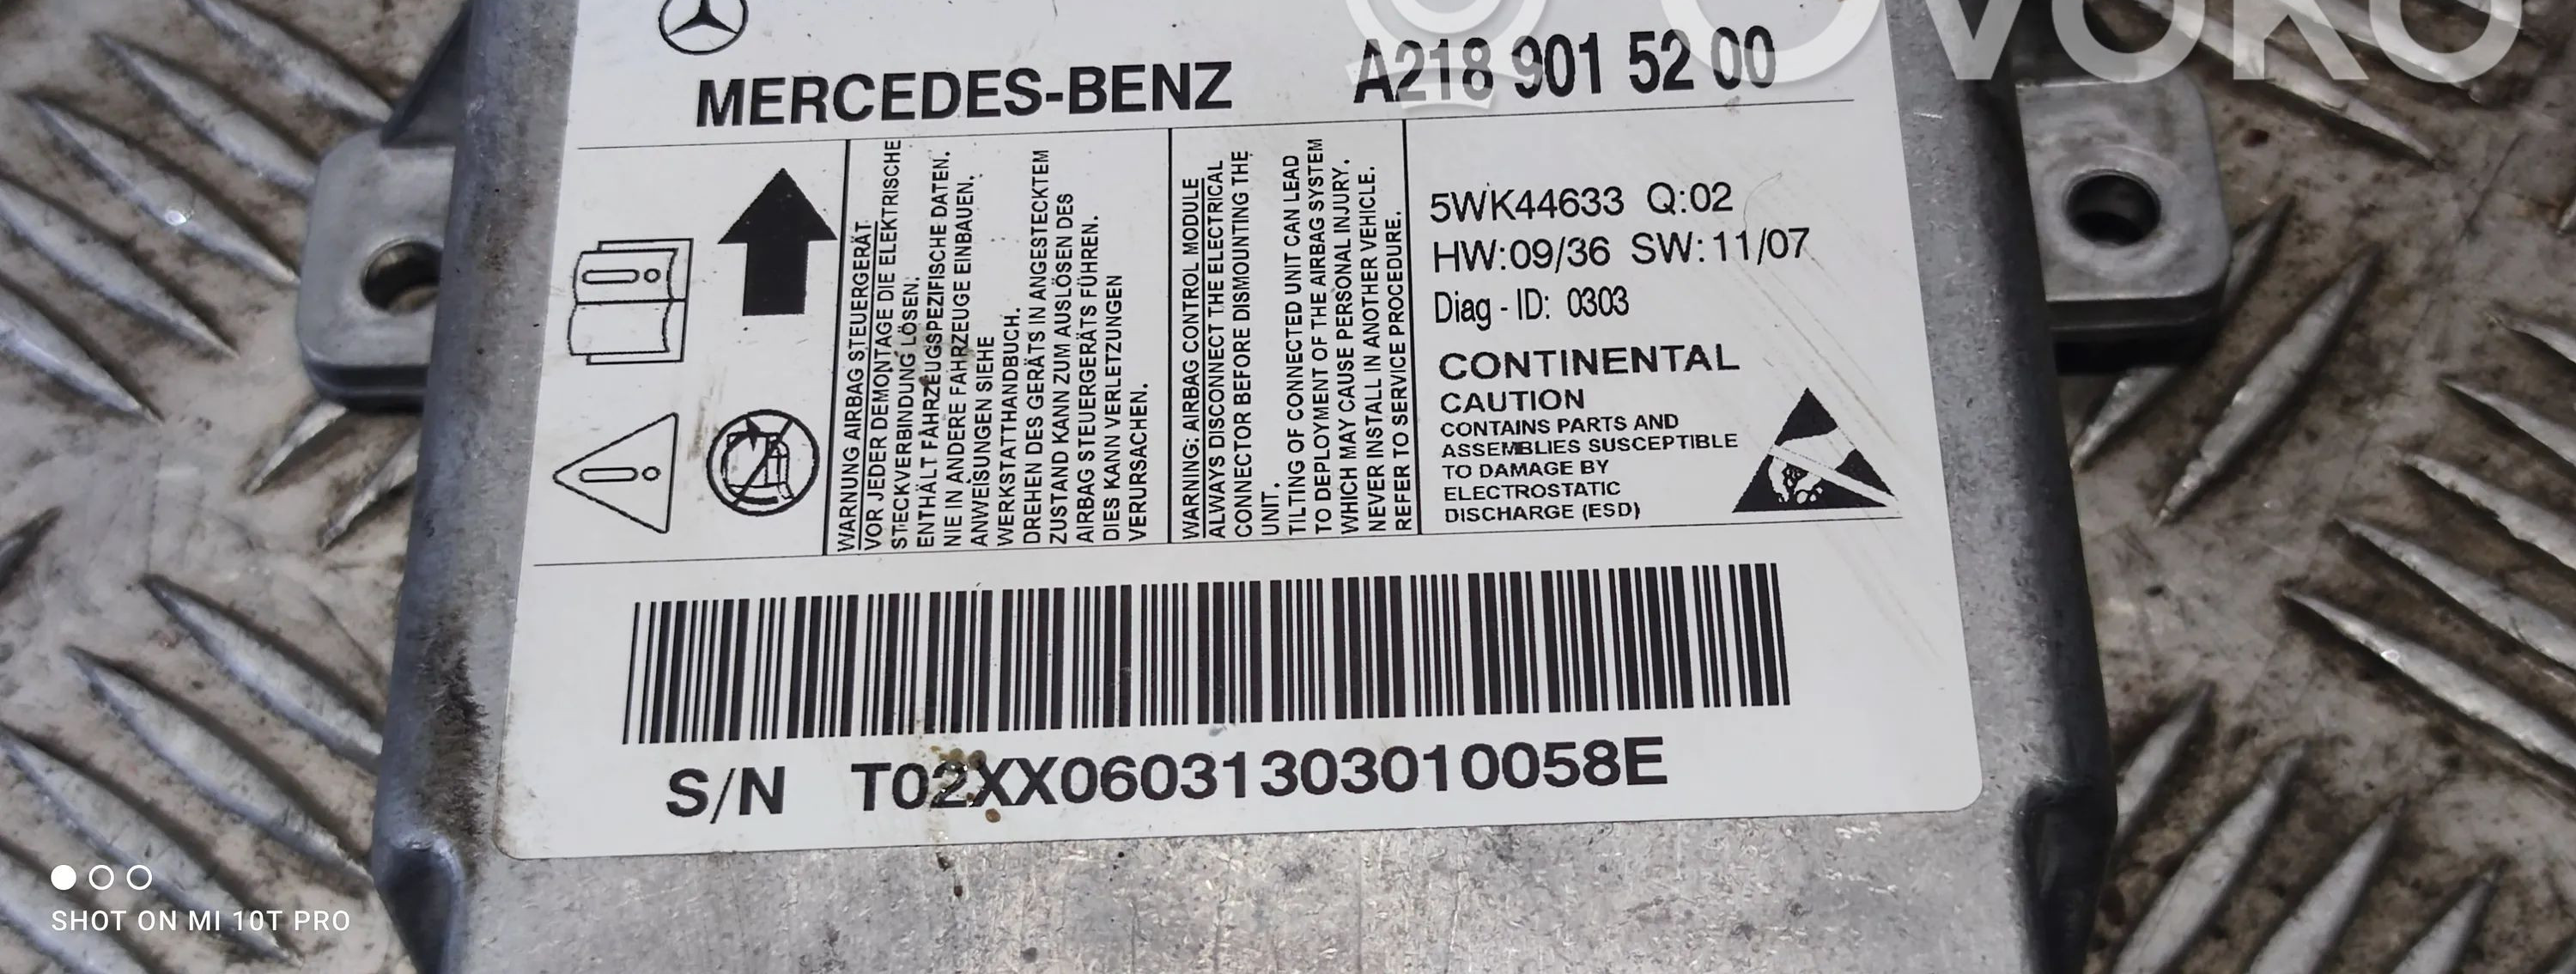 OVOKO
MERCEDES-BENZ A218 901 52 00
WARNUNG AIRBAG STEUERGERÄT
VOR JEDER DEMONTAGE DIE ELEKTRISCHE
STECKVERBINDUNG LÖSEN.
ENTHÄLT FAHRZEUGSPEZIFISCHE DATEN.
NIE IN ANDERE FAHRZEUGE EINBAUEN.
ANWEISUNGEN SIEHE
WERKSTATTHANDBUCH.
DREHEN DES GERÄTS IN ANGESTECKTEM
ZUSTAND KANN ZUM AUSLÖSEN DES
AIRBAG STEUERGERÄTS FÜHREN.
DIES KANN VERLETZUNGEN
VERURSACHEN.
WARNING: AIRBAG CONTROL MODULE
ALWAYS DISCONNECT THE ELECTRICAL
CONNECTOR BEFORE DISMOUNTING THE
UNIT.
TILTING OF CONNECTED UNIT CAN LEAD
TO DEPLOYMENT OF THE AIRBAG SYSTEM
WHICH MAY CAUSE PERSONAL INJURY.
NEVER INSTALL IN ANOTHER VEHICLE.
REFER TO SERVICE PROCEDURE.
5WK44633 Q:02
HW:09/36 SW:11/07
Diag - ID: 0303
CONTINENTAL
CAUTION
CONTAINS PARTS AND
ASSEMBLIES SUSCEPTIBLE
TO DAMAGE BY
ELECTROSTATIC
DISCHARGE (ESD)
S/N T02XX06031303010058E
SHOT ON MI 10T PRO